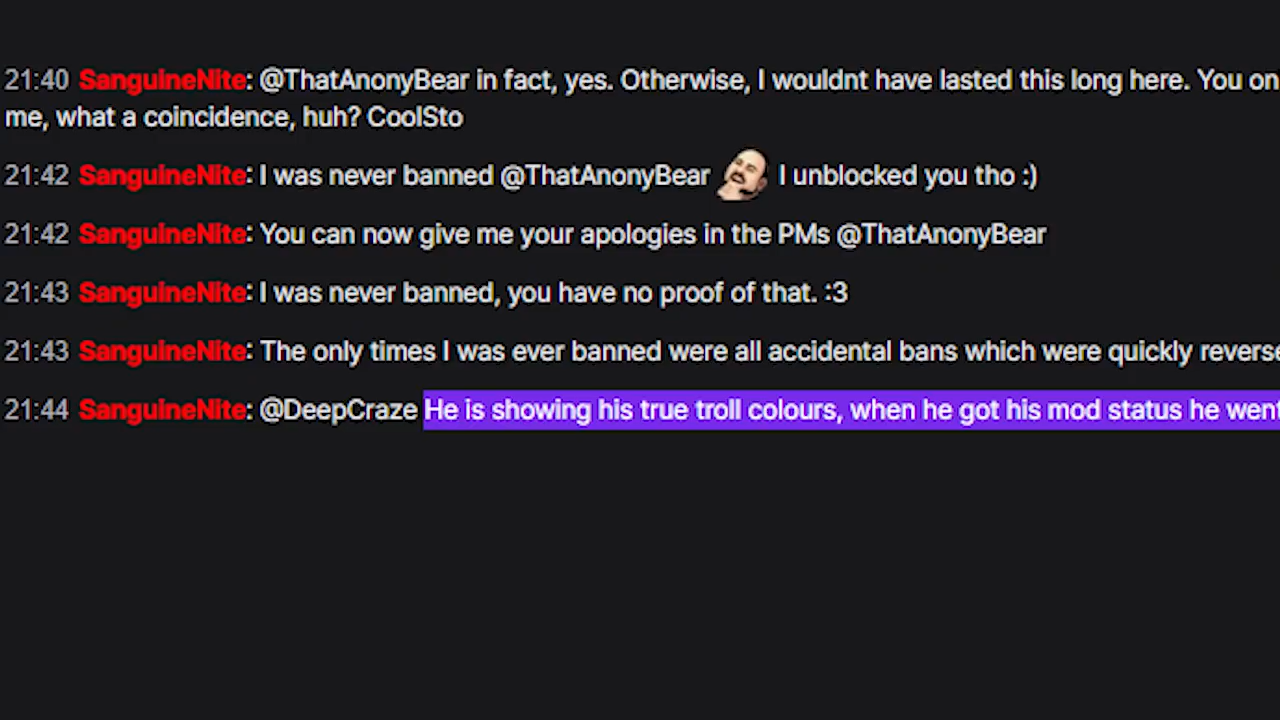 21:40 SanguineNite: @ThatAnonyBear in fact, yes. Otherwise, I wouldnt have lasted this long here. You on
me, what a coincidence, huh? CoolSto
21:42 SanguineNite: I was never banned @ThatAnonyBear I unblocked you tho :)
21:42 SanguineNite: You can now give me your apologies in the PMs @ThatAnonyBear
21:43 SanguineNite: I was never banned, you have no proof of that. :3
21:43 SanguineNite: The only times I was ever banned were all accidental bans which were quickly reverse
21:44 SanguineNite: @DeepCraze He is showing his true troll colours, when he got his mod status he went